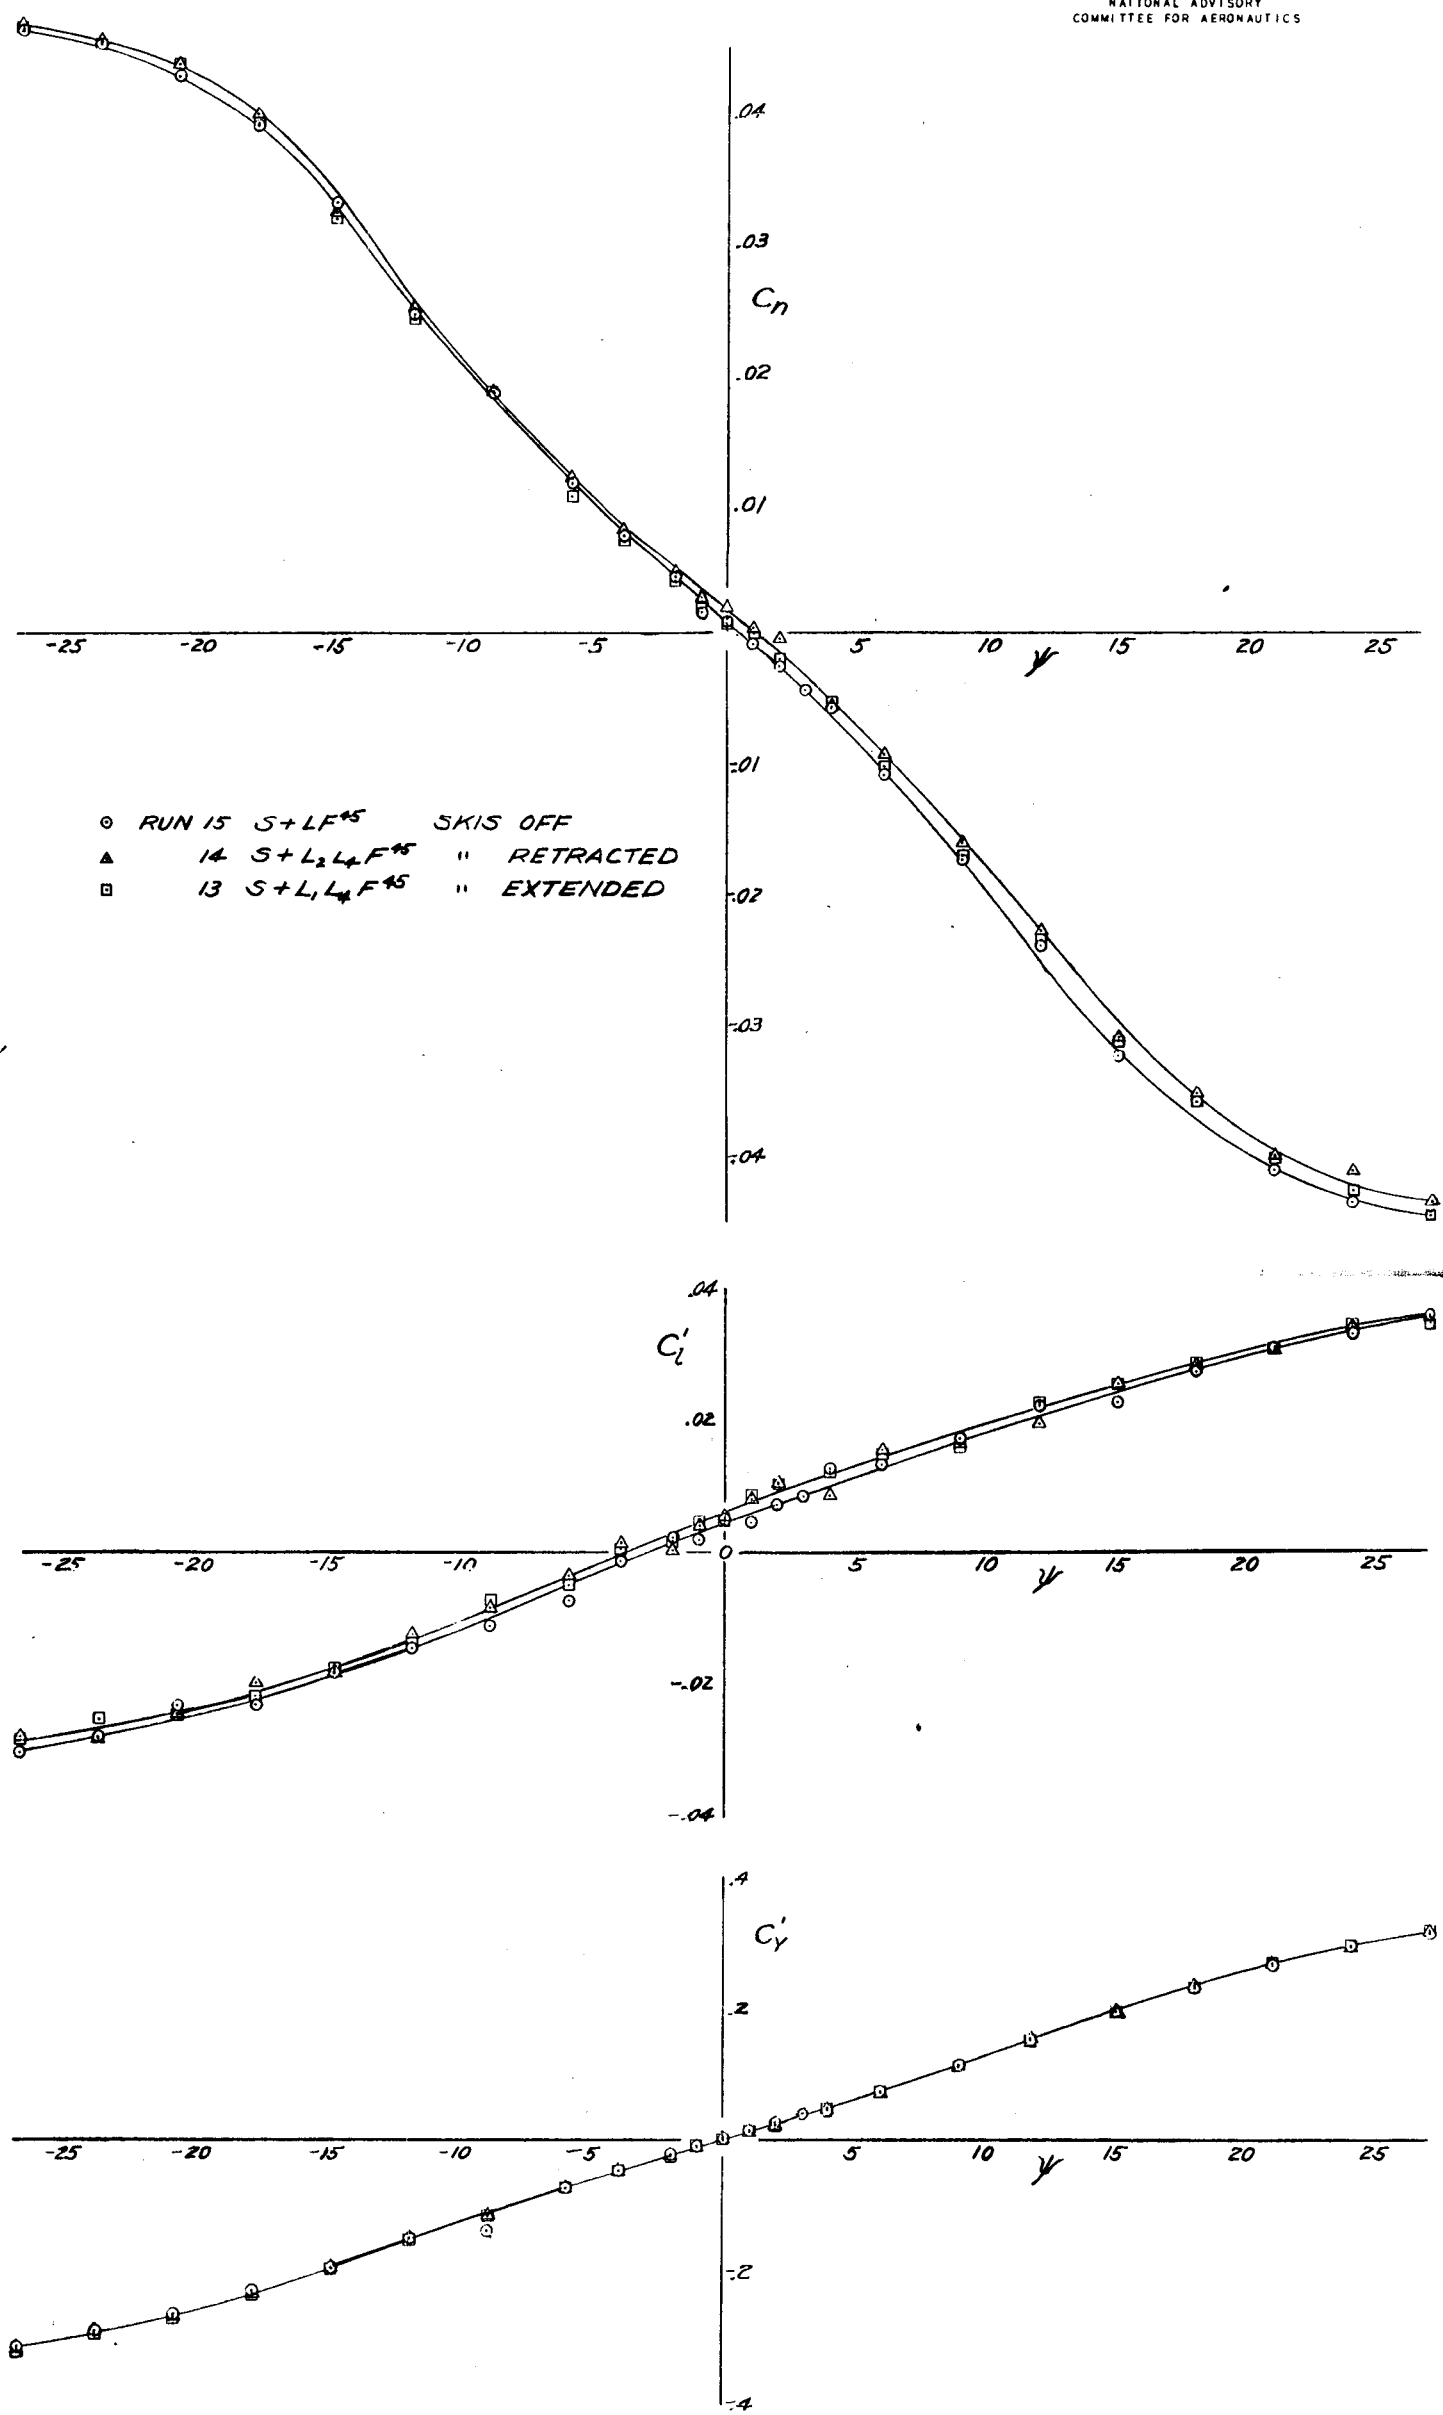 NATIONAL ADVISORY
COMMITTEE FOR AERONAUTICS
.04
.03
Cn
.02
.01
-25 -20 -15 -10 -5 5 10 15 20 25
ψ
-.01
⊙ RUN 15 S+LF⁴⁵ SKIS OFF
14 S+L₂L₄F⁴⁵ " RETRACTED
13 S+L₁L₄F⁴⁵ " EXTENDED
-.02
-.03
-.04
.04
Cl'
.02
-25 -20 -15 -10 -5 0 5 10 15 20 25
ψ
-.02
-.04
.4
CY'
.2
-25 -20 -15 -10 -5 5 10 15 20 25
ψ
-.2
-.4